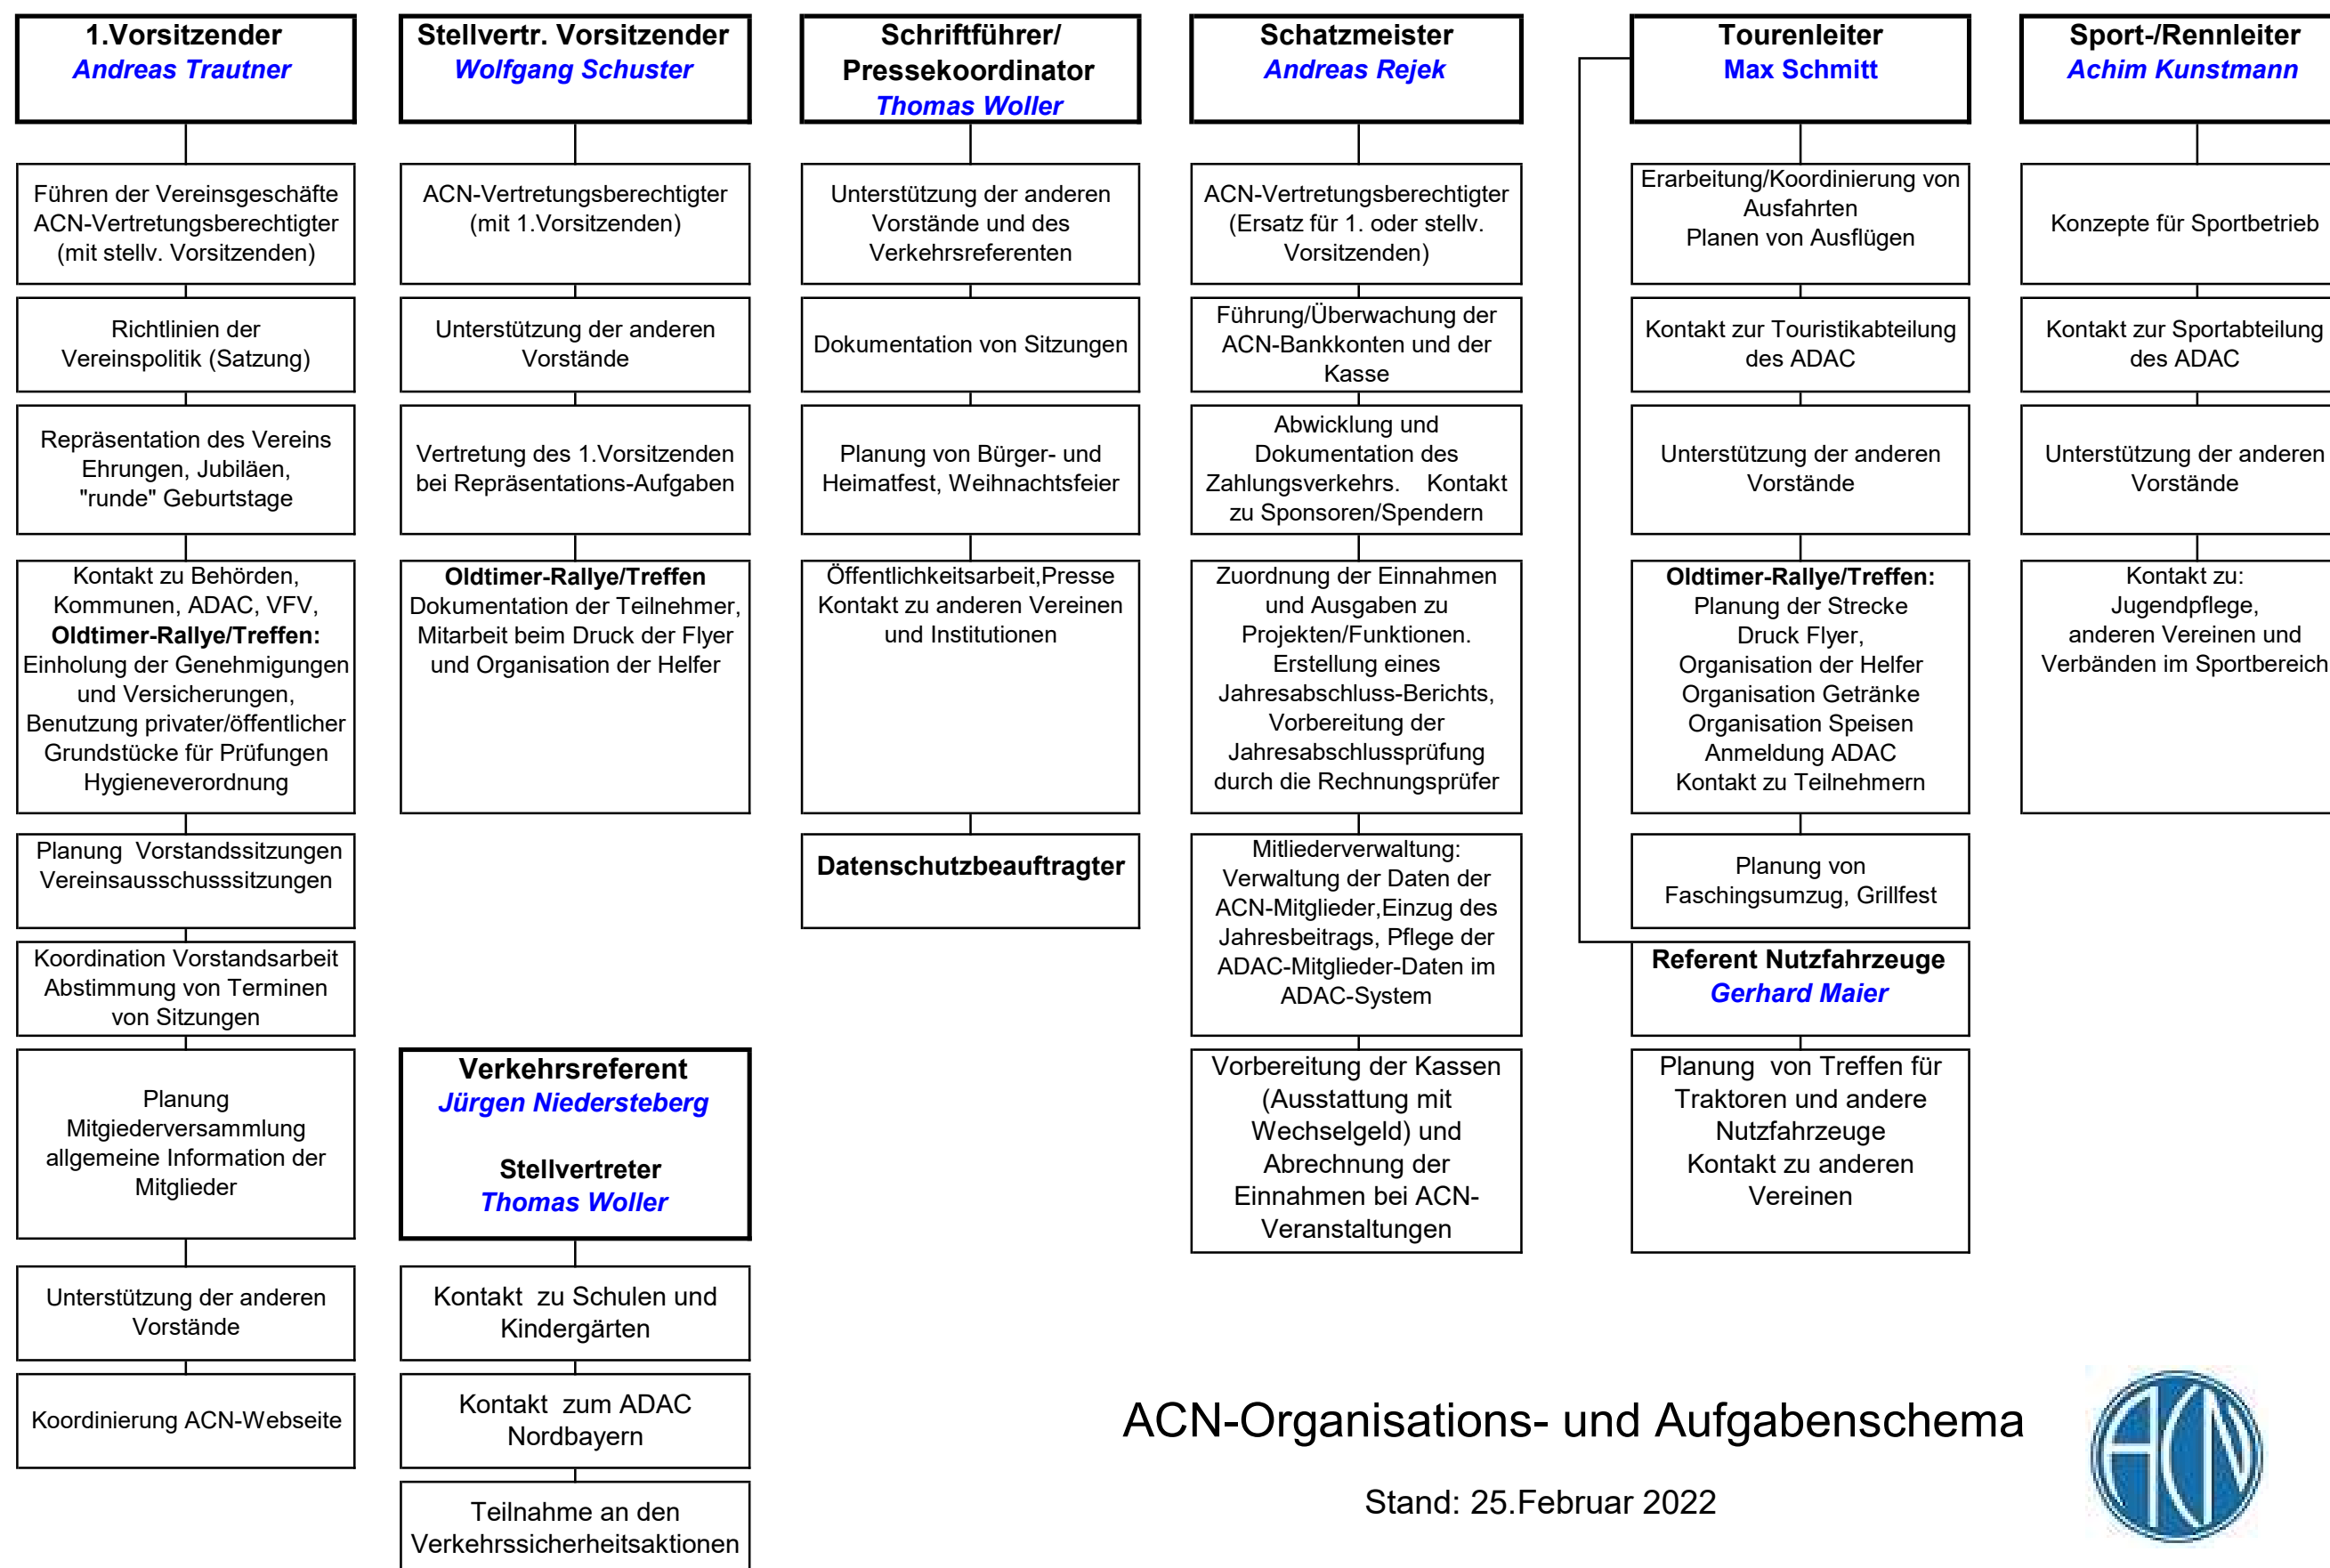 1.Vorsitzender
Andreas Trautner
Führen der Vereinsgeschäfte
ACN-Vertretungsberechtigter
(mit stellv. Vorsitzenden)
Richtlinien der
Vereinspolitik (Satzung)
Repräsentation des Vereins
Ehrungen, Jubiläen,
"runde" Geburtstage
Kontakt zu Behörden,
Kommunen, ADAC, VFV,
Oldtimer-Rallye/Treffen:
Einholung der Genehmigungen
und Versicherungen,
Benutzung privater/öffentlicher
Grundstücke für Prüfungen
Hygieneverordnung
Planung  Vorstandssitzungen
Vereinsausschusssitzungen
Koordination Vorstandsarbeit
Abstimmung von Terminen
von Sitzungen
Planung
Mitgiederversammlung
allgemeine Information der
Mitglieder
Unterstützung der anderen
Vorstände
Koordinierung ACN-Webseite
Stellvertr. Vorsitzender
Wolfgang Schuster
ACN-Vertretungsberechtigter
(mit 1.Vorsitzenden)
Unterstützung der anderen
Vorstände
Vertretung des 1.Vorsitzenden
bei Repräsentations-Aufgaben
Oldtimer-Rallye/Treffen
Dokumentation der Teilnehmer,
Mitarbeit beim Druck der Flyer
und Organisation der Helfer
Verkehrsreferent
Jürgen Niedersteberg
Stellvertreter
Thomas Woller
Kontakt  zu Schulen und
Kindergärten
Kontakt  zum ADAC
Nordbayern
Teilnahme an den
Verkehrssicherheitsaktionen
Schriftführer/
Pressekoordinator
Thomas Woller
Unterstützung der anderen
Vorstände und des
Verkehrsreferenten
Dokumentation von Sitzungen
Planung von Bürger- und
Heimatfest, Weihnachtsfeier
Öffentlichkeitsarbeit,Presse
Kontakt zu anderen Vereinen
und Institutionen
Datenschutzbeauftragter
Schatzmeister
Andreas Rejek
ACN-Vertretungsberechtigter
(Ersatz für 1. oder stellv.
Vorsitzenden)
Führung/Überwachung der
ACN-Bankkonten und der
Kasse
Abwicklung und
Dokumentation des
Zahlungsverkehrs.    Kontakt
zu Sponsoren/Spendern
Zuordnung der Einnahmen
und Ausgaben zu
Projekten/Funktionen.
Erstellung eines
Jahresabschluss-Berichts,
Vorbereitung der
Jahresabschlussprüfung
durch die Rechnungsprüfer
Mitliederverwaltung:
Verwaltung der Daten der
ACN-Mitglieder,Einzug des
Jahresbeitrags, Pflege der
ADAC-Mitglieder-Daten im
ADAC-System
Vorbereitung der Kassen
(Ausstattung mit
Wechselgeld) und
Abrechnung der
Einnahmen bei ACN-
Veranstaltungen
Tourenleiter
Max Schmitt
Erarbeitung/Koordinierung von
Ausfahrten
Planen von Ausflügen
Kontakt zur Touristikabteilung
des ADAC
Unterstützung der anderen
Vorstände
Oldtimer-Rallye/Treffen:
Planung der Strecke
Druck Flyer,
Organisation der Helfer
Organisation Getränke
Organisation Speisen
Anmeldung ADAC
Kontakt zu Teilnehmern
Planung von
Faschingsumzug, Grillfest
Referent Nutzfahrzeuge
Gerhard Maier
Planung  von Treffen für
Traktoren und andere
Nutzfahrzeuge
Kontakt zu anderen
Vereinen
Sport-/Rennleiter
Achim Kunstmann
Konzepte für Sportbetrieb
Kontakt zur Sportabteilung
des ADAC
Unterstützung der anderen
Vorstände
Kontakt zu:
Jugendpflege,
anderen Vereinen und
Verbänden im Sportbereich
ACN-Organisations- und Aufgabenschema
Stand: 25.Februar 2022
ACN